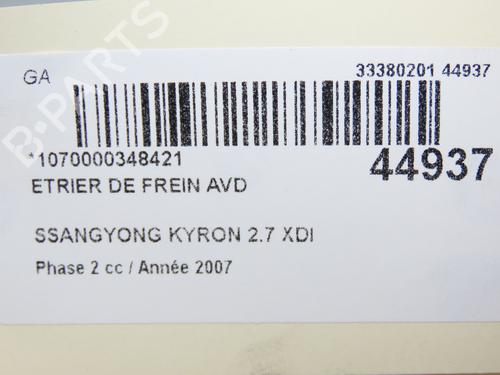 GA
33380201 44937
*1070000348421
44937
ETRIER DE FREIN AVD
SSANGYONG KYRON 2.7 XDI
Phase 2 cc / Année 2007
B-PARTS